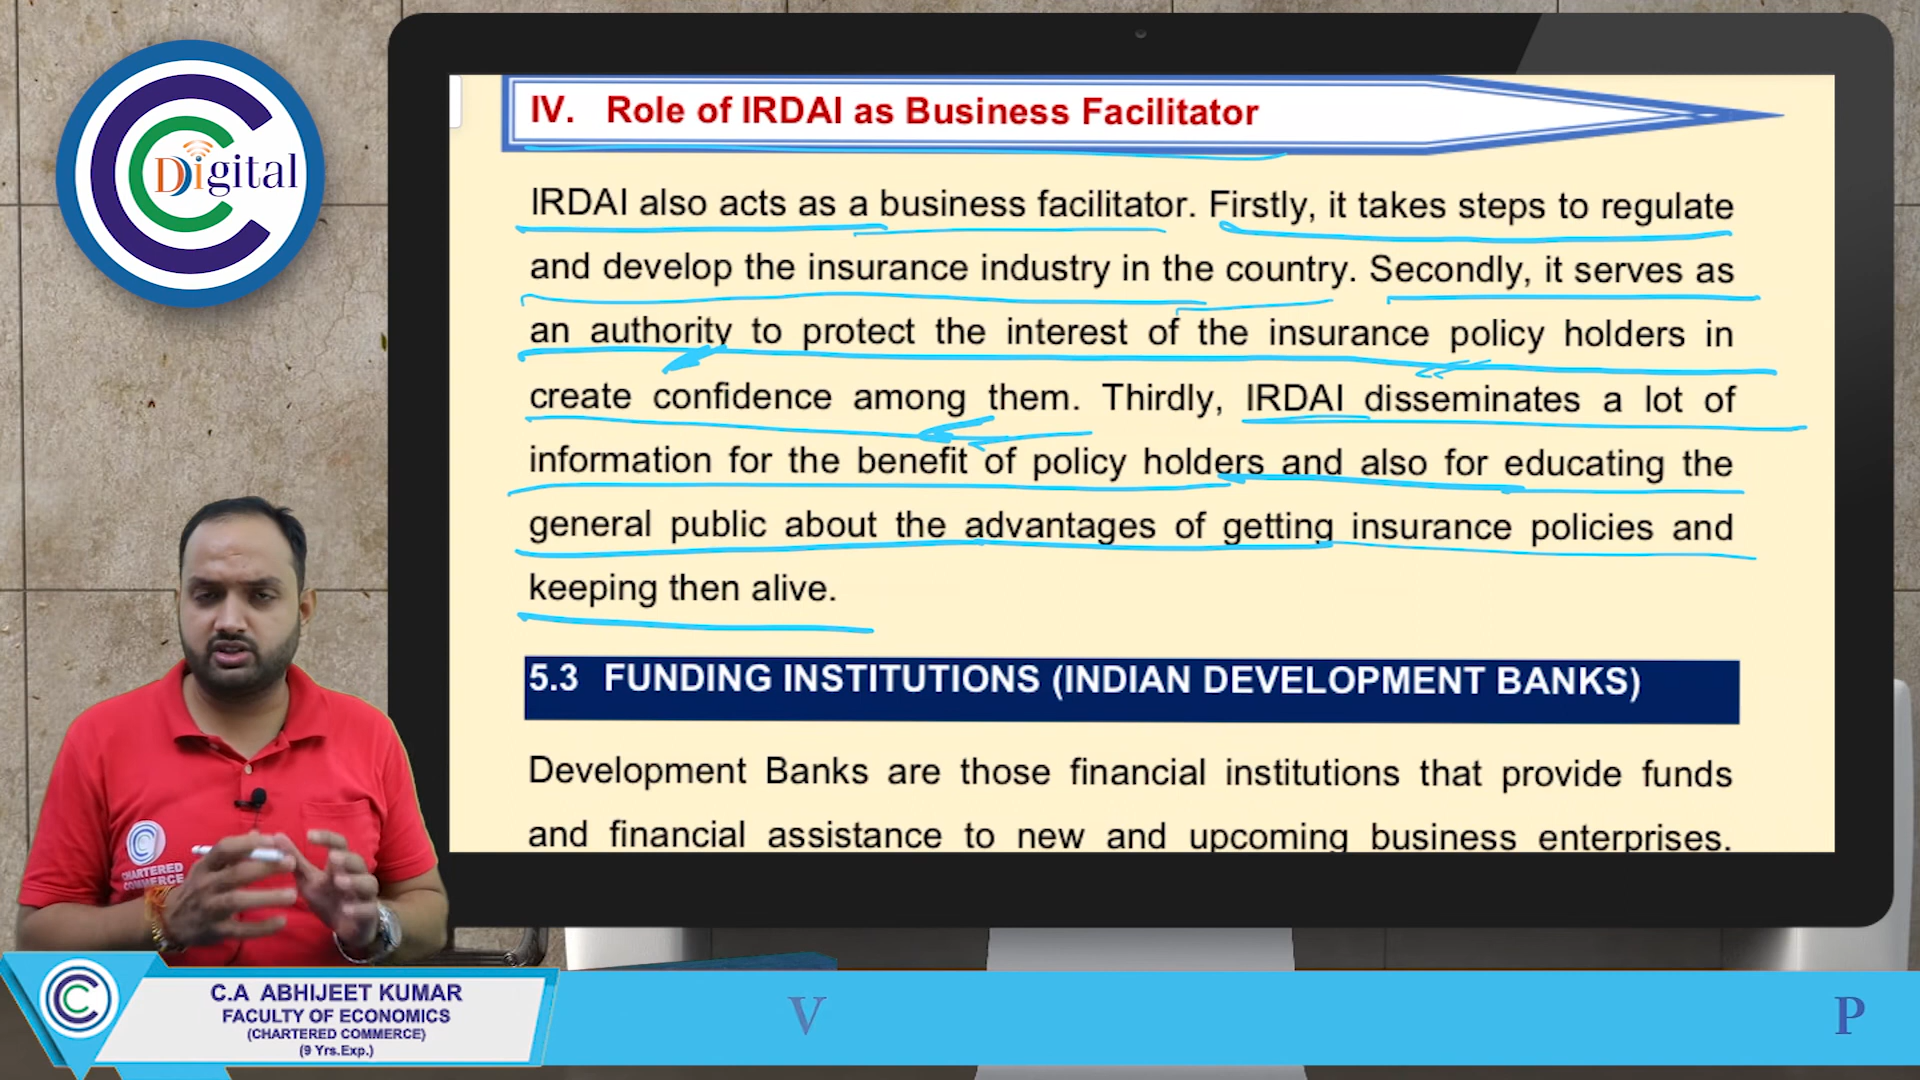 Digital
IV. Role of IRDAI as Business Facilitator
IRDAI also acts as a business facilitator. Firstly, it takes steps to regulate
and develop the insurance industry in the country. Secondly, it serves as
an authority to protect the interest of the insurance policy holders in
create confidence among them. Thirdly, IRDAI disseminates a lot of
information for the benefit of policy holders and also for educating the
general public about the advantages of getting insurance policies and
keeping then alive.
5.3 FUNDING INSTITUTIONS (INDIAN DEVELOPMENT BANKS)
Development Banks are those financial institutions that provide funds
and financial assistance to new and upcoming business enterprises.
CHARTERED
COMMERCE
C.A ABHIJEET KUMAR
FACULTY OF ECONOMICS
(CHARTERED COMMERCE)
(9 Yrs.Exp.)
V P